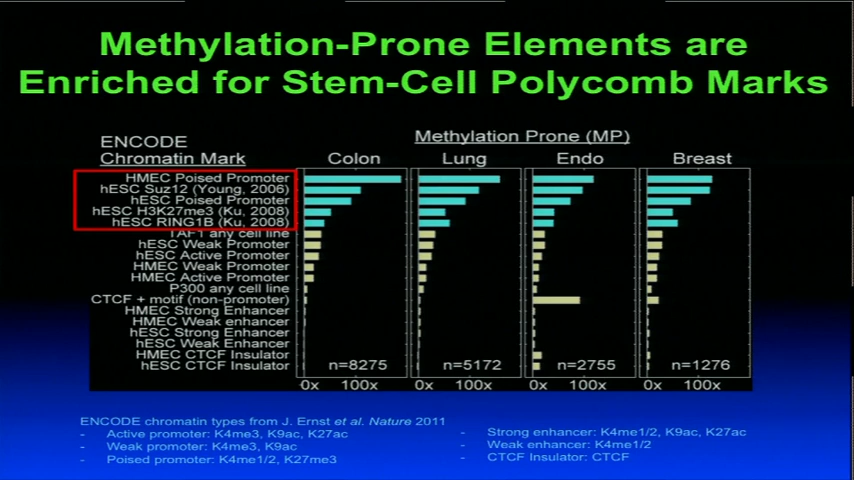 Methylation-Prone Elements are
Enriched for Stem-Cell Polycomb Marks
ENCODE
Chromatin Mark
Methylation Prone (MP)
Colon Lung Endo Breast
HMEC Poised Promoter
hESC Suz12 (Young, 2006)
hESC Poised Promoter
hESC H3K27me3 (Ku, 2008)
hESC RING1B (Ku, 2008)
TAF1 any cell line
hESC Weak Promoter
hESC Active Promoter
HMEC Weak Promoter
HMEC Active Promoter
P300 any cell line
CTCF + motif (non-promoter)
HMEC Strong Enhancer
HMEC Weak enhancer
hESC Strong Enhancer
hESC Weak Enhancer
HMEC CTCF Insulator
hESC CTCF Insulator
n=8275 n=5172 n=2755 n=1276
0x 100x 0x 100x 0x 100x 0x 100x
ENCODE chromatin types from J. Ernst et al. Nature 2011
- Active promoter: K4me3, K9ac, K27ac
- Weak promoter: K4me3, K9ac
- Poised promoter: K4me1/2, K27me3
- Strong enhancer: K4me1/2, K9ac, K27ac
- Weak enhancer: K4me1/2
- CTCF Insulator: CTCF